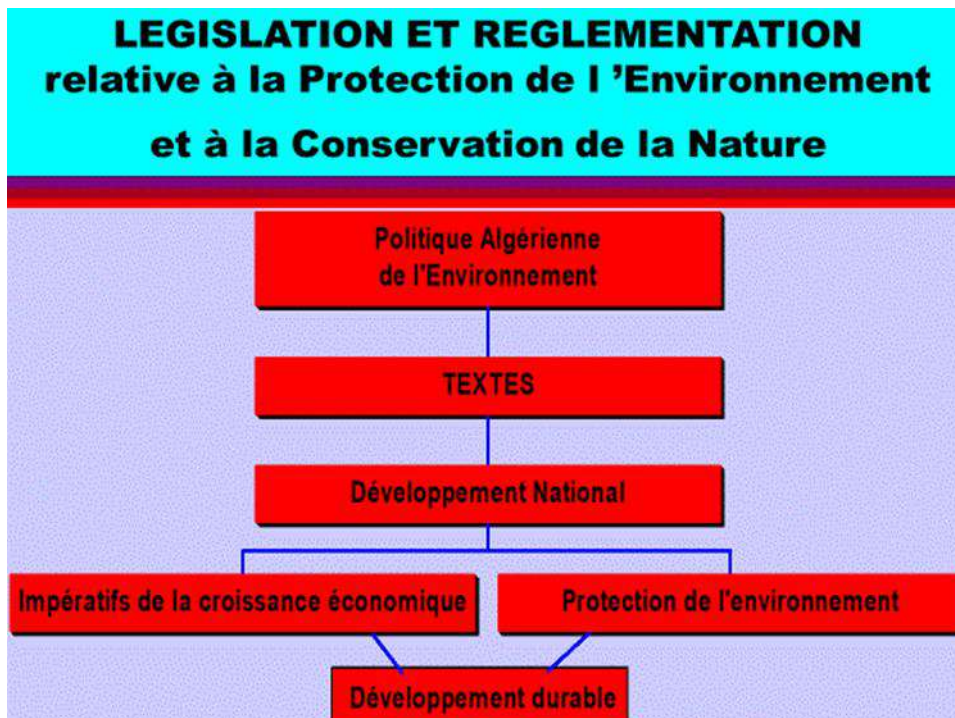 LEGISLATION ET REGLEMENTATION
relative à la Protection de l ’Environnement
et à la Conservation de la Nature
Politique Algérienne
de l'Environnement
TEXTES
Développement National
Impératifs de la croissance économique
Protection de l'environnement
Développement durable